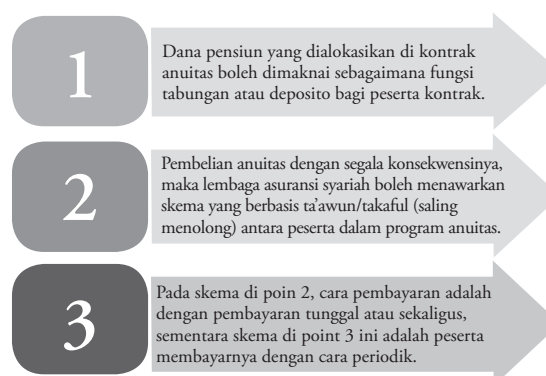 1
Dana pensiun yang dialokasikan di kontrak
anuitas boleh dimaknai sebagaimana fungsi
tabungan atau deposito bagi peserta kontrak.
2
Pembelian anuitas dengan segala konsekwensinya,
maka lembaga asuransi syariah boleh menawarkan
skema yang berbasis ta'awun/takaful (saling
menolong) antara peserta dalam program anuitas.
3
Pada skema di poin 2, cara pembayaran adalah
dengan pembayaran tunggal atau sekaligus,
sementara skema di point 3 ini adalah peserta
membayarnya dengan cara periodik.